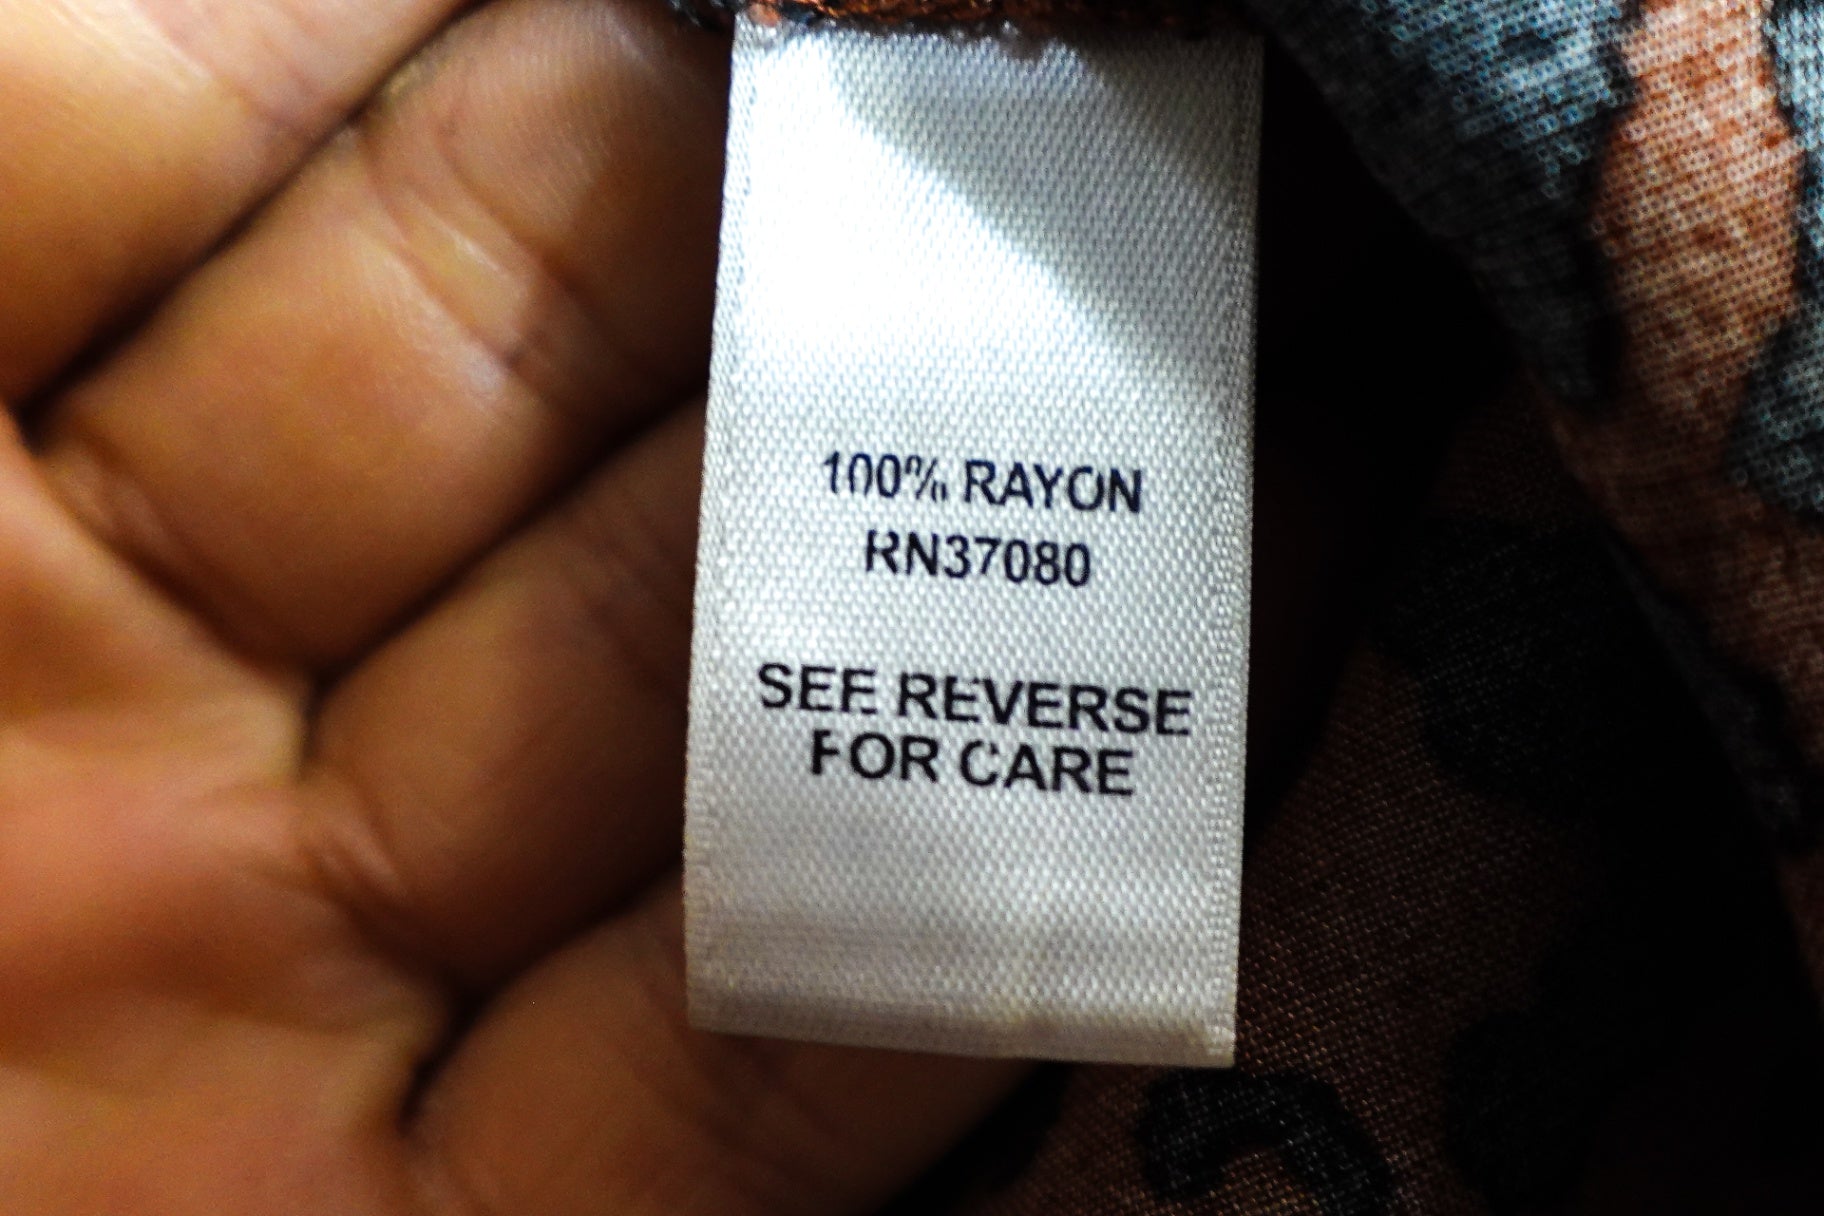 100% RAYON
RN37080
SEE REVERSE
FOR CARE